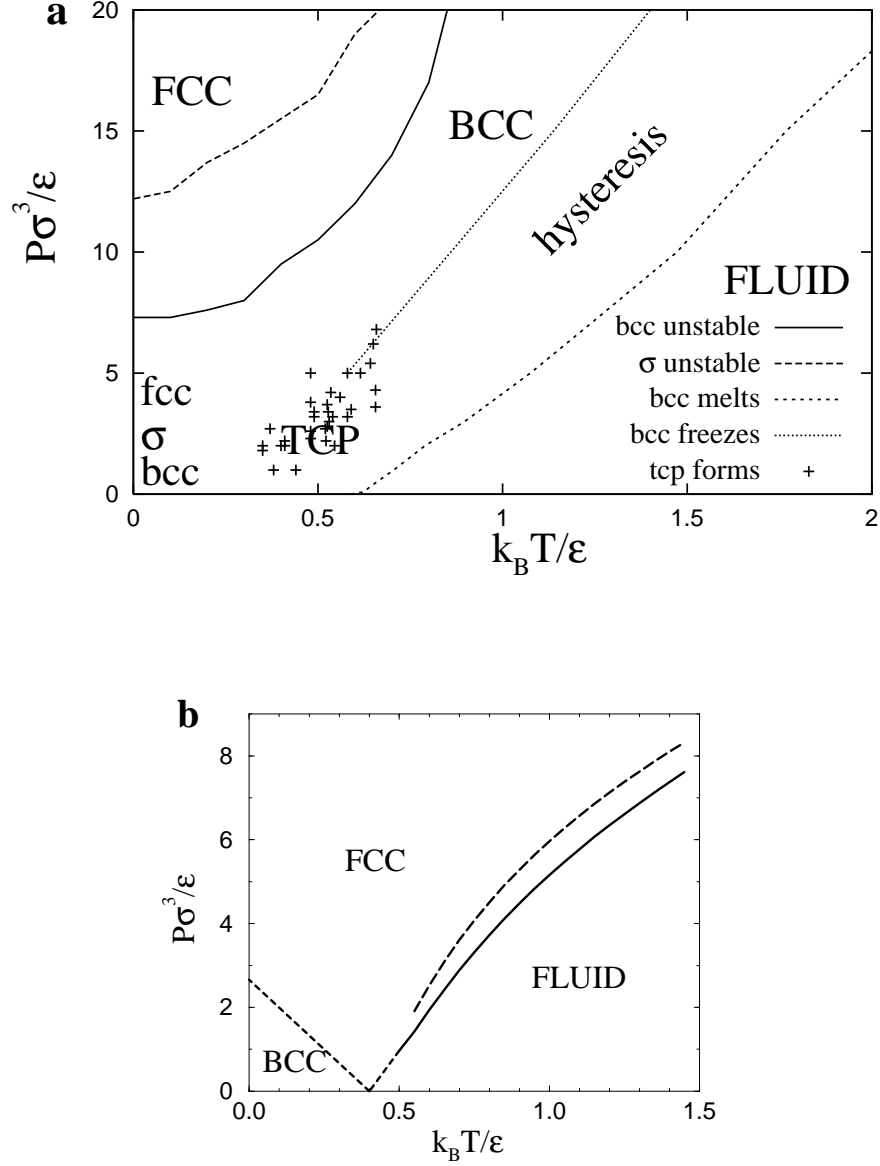 a
20
15
10
5
0
Pσ³/ε
FCC
BCC
hysteresis
FLUID
bcc unstable
σ unstable
bcc melts
bcc freezes
tcp forms
fcc
σ
bcc
TCP
0 0.5 1 1.5 2
k_BT/ε
b
8
6
4
2
0
Pσ³/ε
FCC
FLUID
BCC
0.0 0.5 1.0 1.5
k_BT/ε